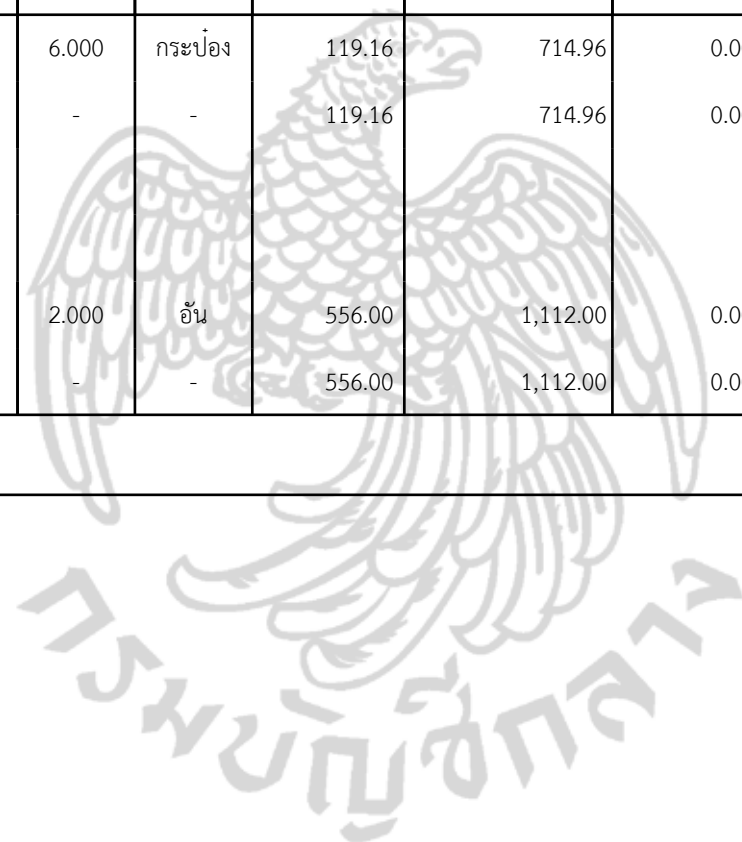 6.000 กระป๋อง 119.16 714.96 0.0
- - 119.16 714.96 0.0
2.000 อัน 556.00 1,112.00 0.0
- - 556.00 1,112.00 0.0
กรมบัญชีกลาง